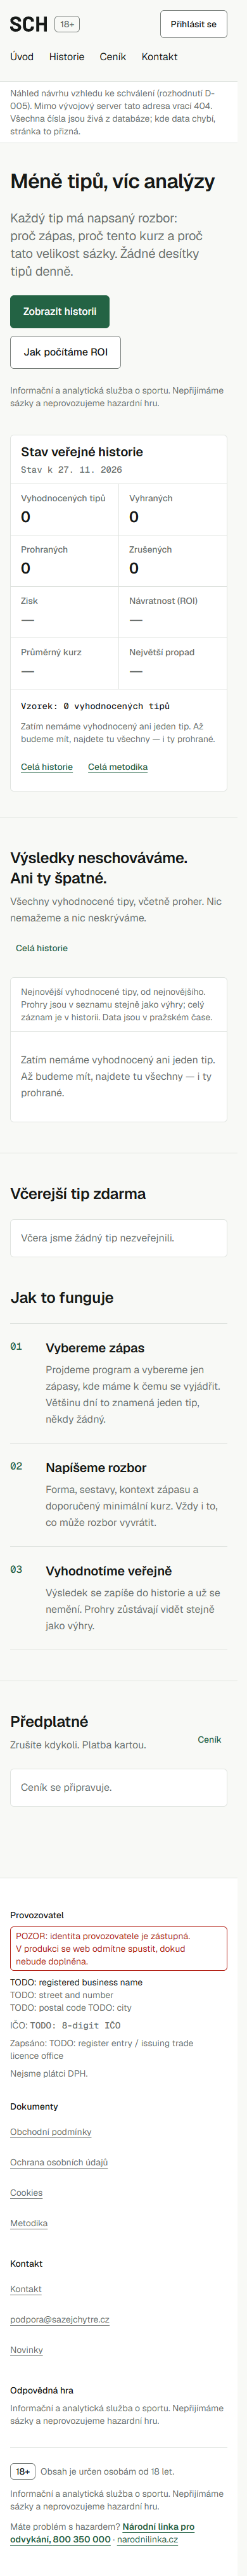 SCH 18+ Přihlásit se
Úvod Historie Ceník Kontakt
Náhled návrhu vzhledu ke schválení (rozhodnutí D-
005). Mimo vývojový server tato adresa vrací 404.
Všechna čísla jsou živá z databáze; kde data chybí,
stránka to přizná.
Méně tipů, víc analýzy
Každý tip má napsaný rozbor:
proč zápas, proč tento kurz a proč
tato velikost sázky. Žádné desítky
tipů denně.
Zobrazit historii
Jak počítáme ROI
Informační a analytická služba o sportu. Nepřijímáme
sázky a neprovozujeme hazardní hru.
Stav veřejné historie
Stav k 27. 11. 2026
Vyhodnocených tipů Vyhraných
0 0
Prohraných Zrušených
0 0
Zisk Návratnost (ROI)
— —
Průměrný kurz Největší propad
— —
Vzorek: 0 vyhodnocených tipů
Zatím nemáme vyhodnocený ani jeden tip. Až
budeme mít, najdete tu všechny — i ty prohrané.
Celá historie Celá metodika
Výsledky neschováváme.
Ani ty špatné.
Všechny vyhodnocené tipy, včetně proher. Nic
nemažeme a nic neskrýváme.
Celá historie
Nejnovější vyhodnocené tipy, od nejnovějšího.
Prohry jsou v seznamu stejně jako výhry; celý
záznam je v historii. Data jsou v pražském čase.
Zatím nemáme vyhodnocený ani jeden tip.
Až budeme mít, najdete tu všechny — i ty
prohrané.
Včerejší tip zdarma
Včera jsme žádný tip nezveřejnili.
Jak to funguje
01 Vybereme zápas
Projdeme program a vybereme jen
zápasy, kde máme k čemu se vyjádřit.
Většinu dní to znamená jeden tip,
někdy žádný.
02 Napíšeme rozbor
Forma, sestavy, kontext zápasu a
doporučený minimální kurz. Vždy i to,
co může rozbor vyvrátit.
03 Vyhodnotíme veřejně
Výsledek se zapíše do historie a už se
nemění. Prohry zůstávají vidět stejně
jako výhry.
Předplatné
Zrušíte kdykoli. Platba kartou. Ceník
Ceník se připravuje.
Provozovatel
POZOR: identita provozovatele je zástupná.
V produkci se web odmítne spustit, dokud
nebude doplněna.
TODO: registered business name
TODO: street and number
TODO: postal code TODO: city
IČO: TODO: 8-digit IČO
Zapsáno: TODO: register entry / issuing trade
licence office
Nejsme plátci DPH.
Dokumenty
Obchodní podmínky
Ochrana osobních údajů
Cookies
Metodika
Kontakt
Kontakt
podpora@sazejchytre.cz
Novinky
Odpovědná hra
Informační a analytická služba o sportu. Nepřijímáme
sázky a neprovozujeme hazardní hru.
18+ Obsah je určen osobám od 18 let.
Informační a analytická služba o sportu. Nepřijímáme
sázky a neprovozujeme hazardní hru.
Máte problém s hazardem? Národní linka pro
odvykání, 800 350 000 · narodnilinka.cz